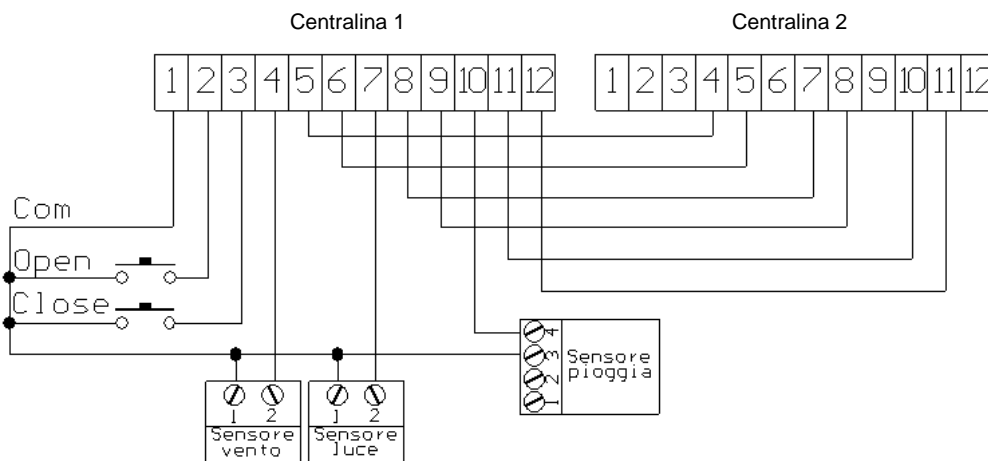 Centralina 1 Centralina 2
1 2 3 4 5 6 7 8 9 10 11 12 1 2 3 4 5 6 7 8 9 10 11 12
Com
Open
Close
4
3
2
1
Sensore
pioggia
1 2 1 2
Sensore Sensore
vento luce